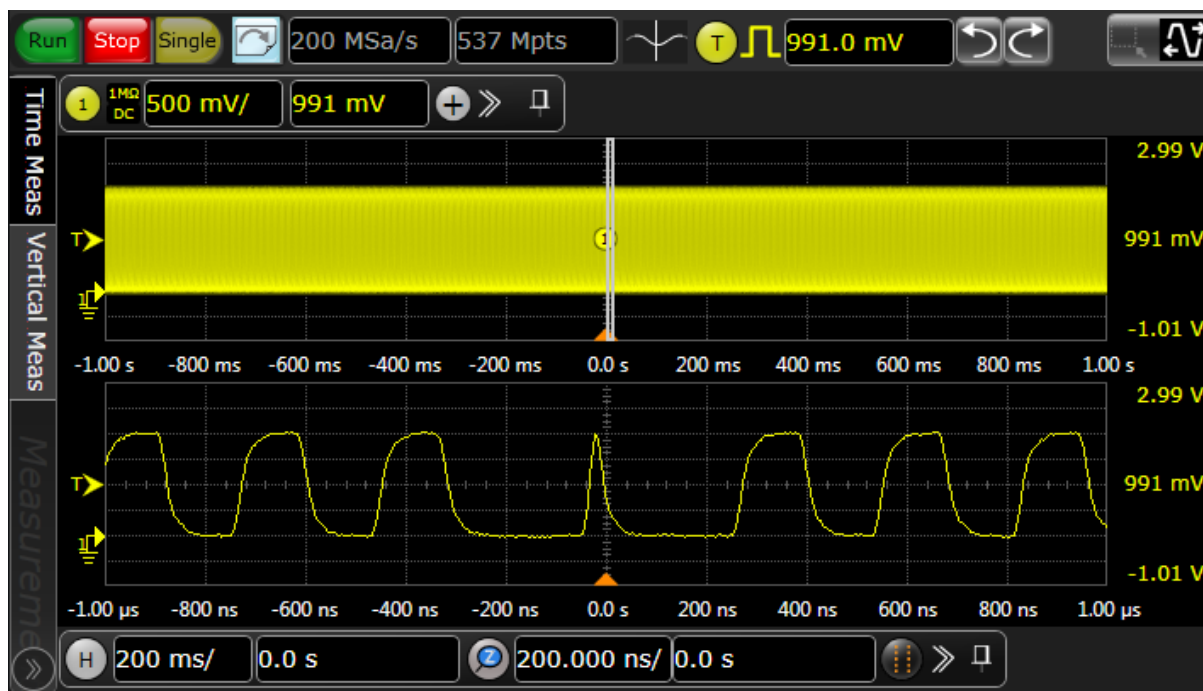 Run Stop Single 200 MSa/s 537 Mpts T 991.0 mV
1 1MΩ DC 500 mV/ 991 mV +
Time Meas
Vertical Meas
Measureme
2.99 V
T 1 991 mV
1
-1.01 V
-1.00 s -800 ms -600 ms -400 ms -200 ms 0.0 s 200 ms 400 ms 600 ms 800 ms 1.00 s
2.99 V
T 991 mV
1
-1.01 V
-1.00 µs -800 ns -600 ns -400 ns -200 ns 0.0 s 200 ns 400 ns 600 ns 800 ns 1.00 µs
H 200 ms/ 0.0 s Z 200.000 ns/ 0.0 s